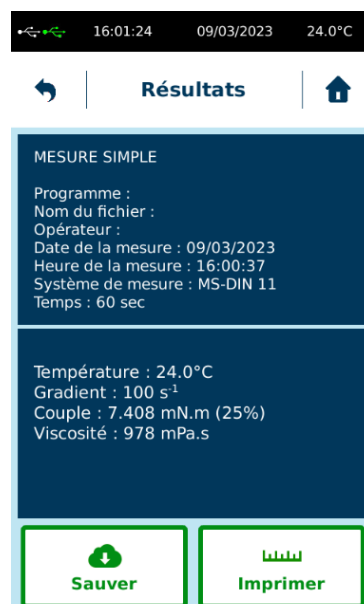 16:01:24 09/03/2023 24.0°C
Résultats
MESURE SIMPLE
Programme :
Nom du fichier :
Opérateur :
Date de la mesure : 09/03/2023
Heure de la mesure : 16:00:37
Système de mesure : MS-DIN 11
Temps : 60 sec
Température : 24.0°C
Gradient : 100 s⁻¹
Couple : 7.408 mN.m (25%)
Viscosité : 978 mPa.s
Sauver Imprimer